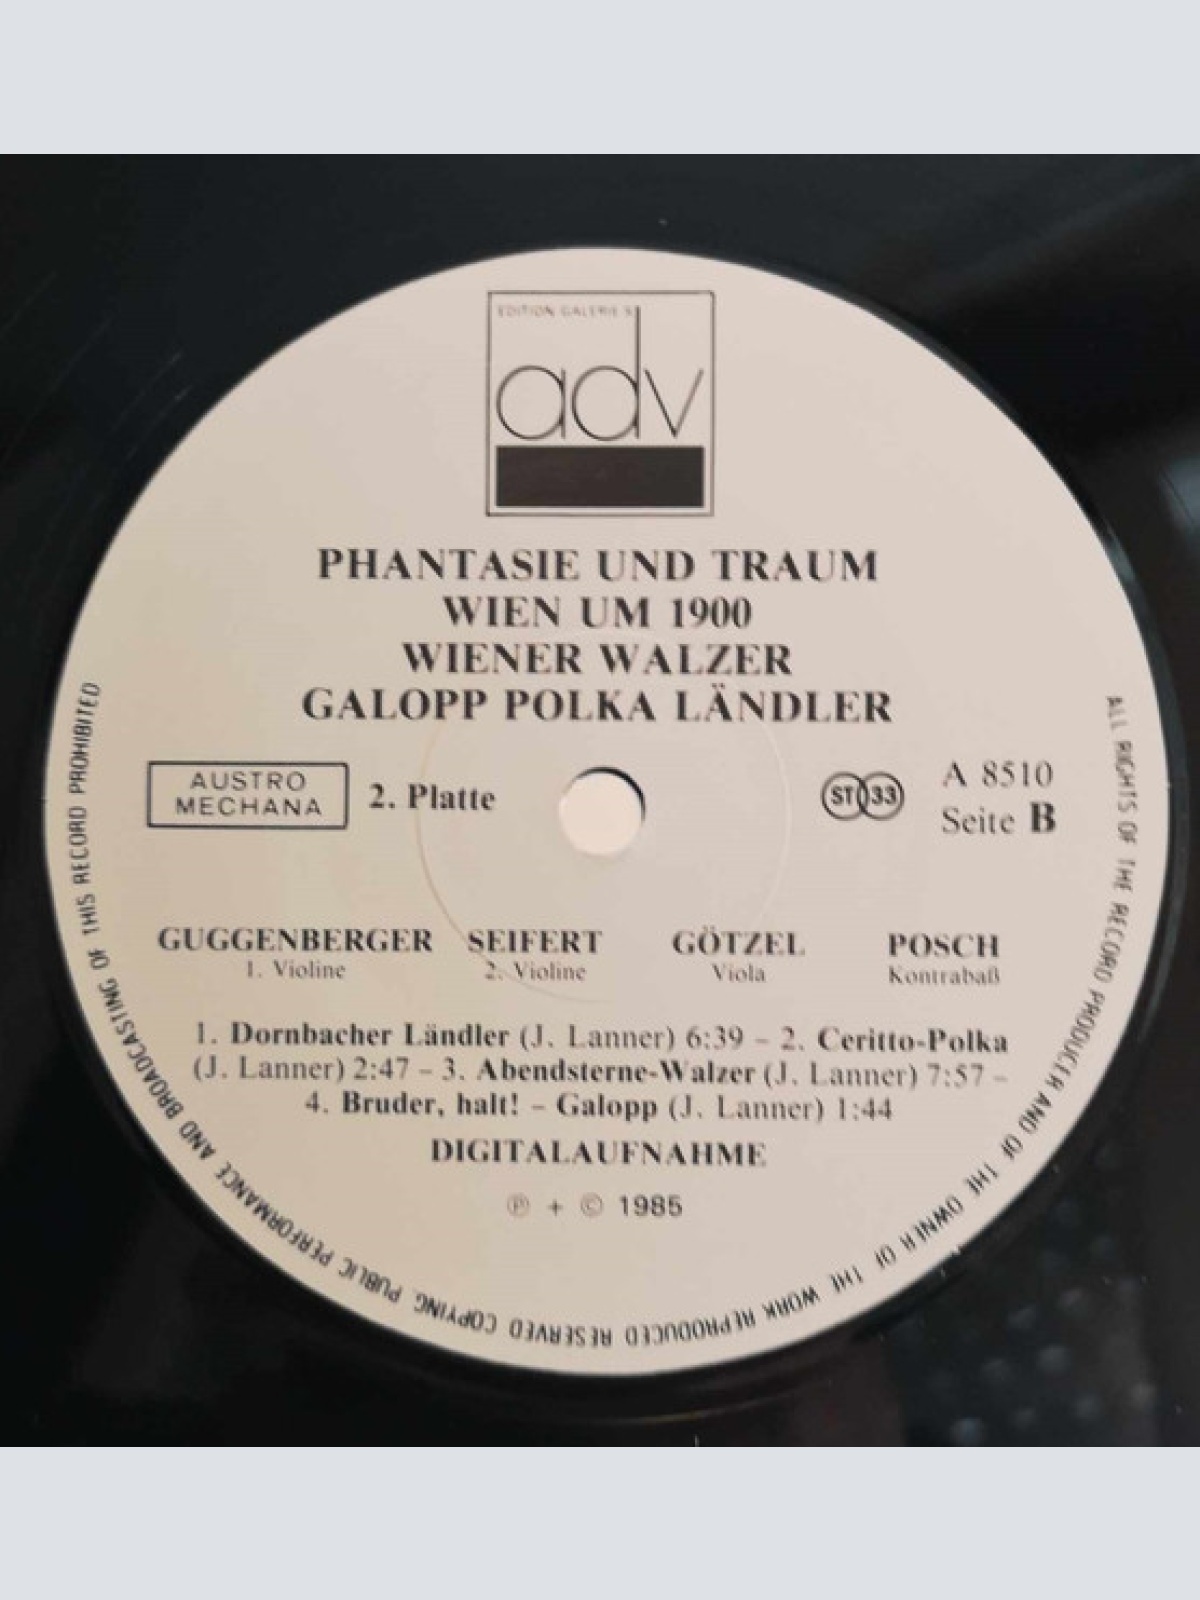 EDITION GALERIE
adv
PHANTASIE UND TRAUM
WIEN UM 1900
WIENER WALZER
GALOPP POLKA LÄNDLER
AUSTRO
MECHANA
2. Platte
ST 33
A 8510
Seite B
GUGGENBERGER SEIFERT GÖTZEL POSCH
1. Violine 2. Violine Viola Kontrabaß
1. Dornbacher Ländler (J. Lanner) 6:39 – 2. Ceritto-Polka
(J. Lanner) 2:47 – 3. Abendsterne-Walzer (J. Lanner) 7:57 –
4. Bruder, halt! – Galopp (J. Lanner) 1:44
DIGITALAUFNAHME
℗ + © 1985
ALL RIGHTS OF THE RECORD PRODUCER AND OF THE OWNER OF THE WORK REPRODUCED RESERVED COPYING, PUBLIC PERFORMANCE AND BROADCASTING OF THIS RECORD PROHIBITED